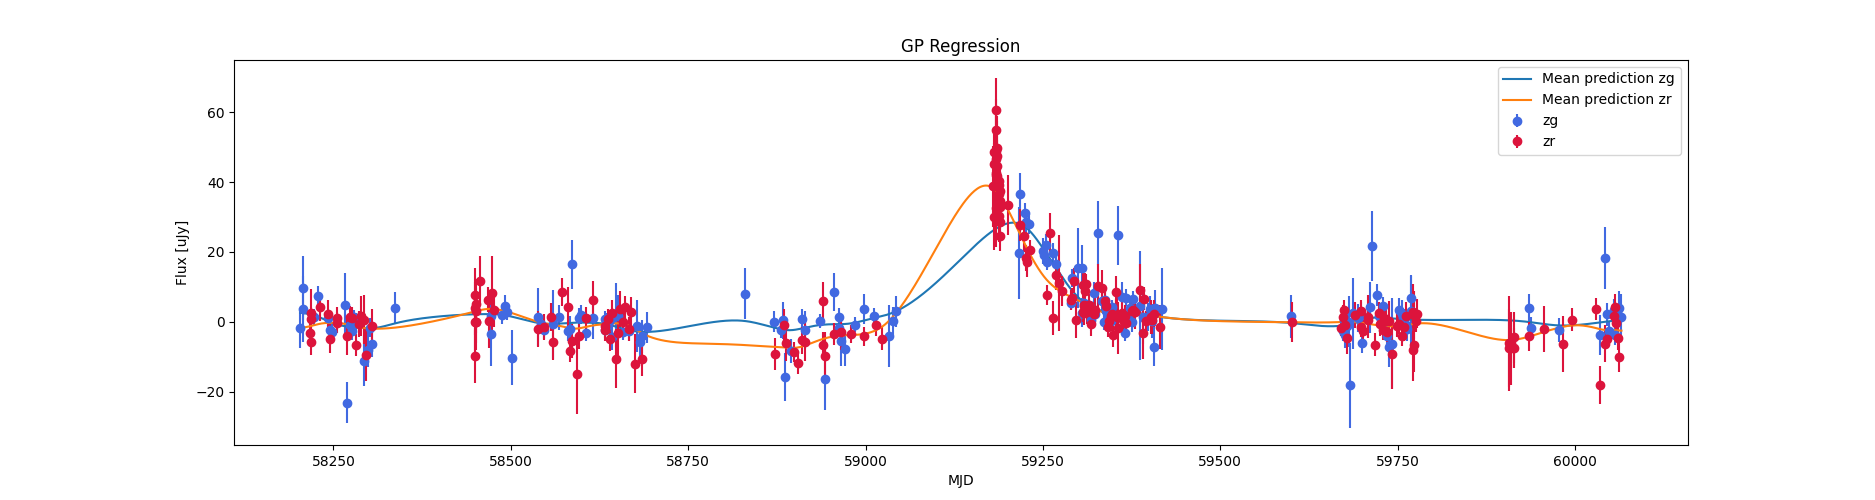 GP Regression
Mean prediction zg
Mean prediction zr
zg
zr
Flux [uJy]
60
40
20
0
−20
58250
58500
58750
59000
59250
59500
59750
60000
MJD